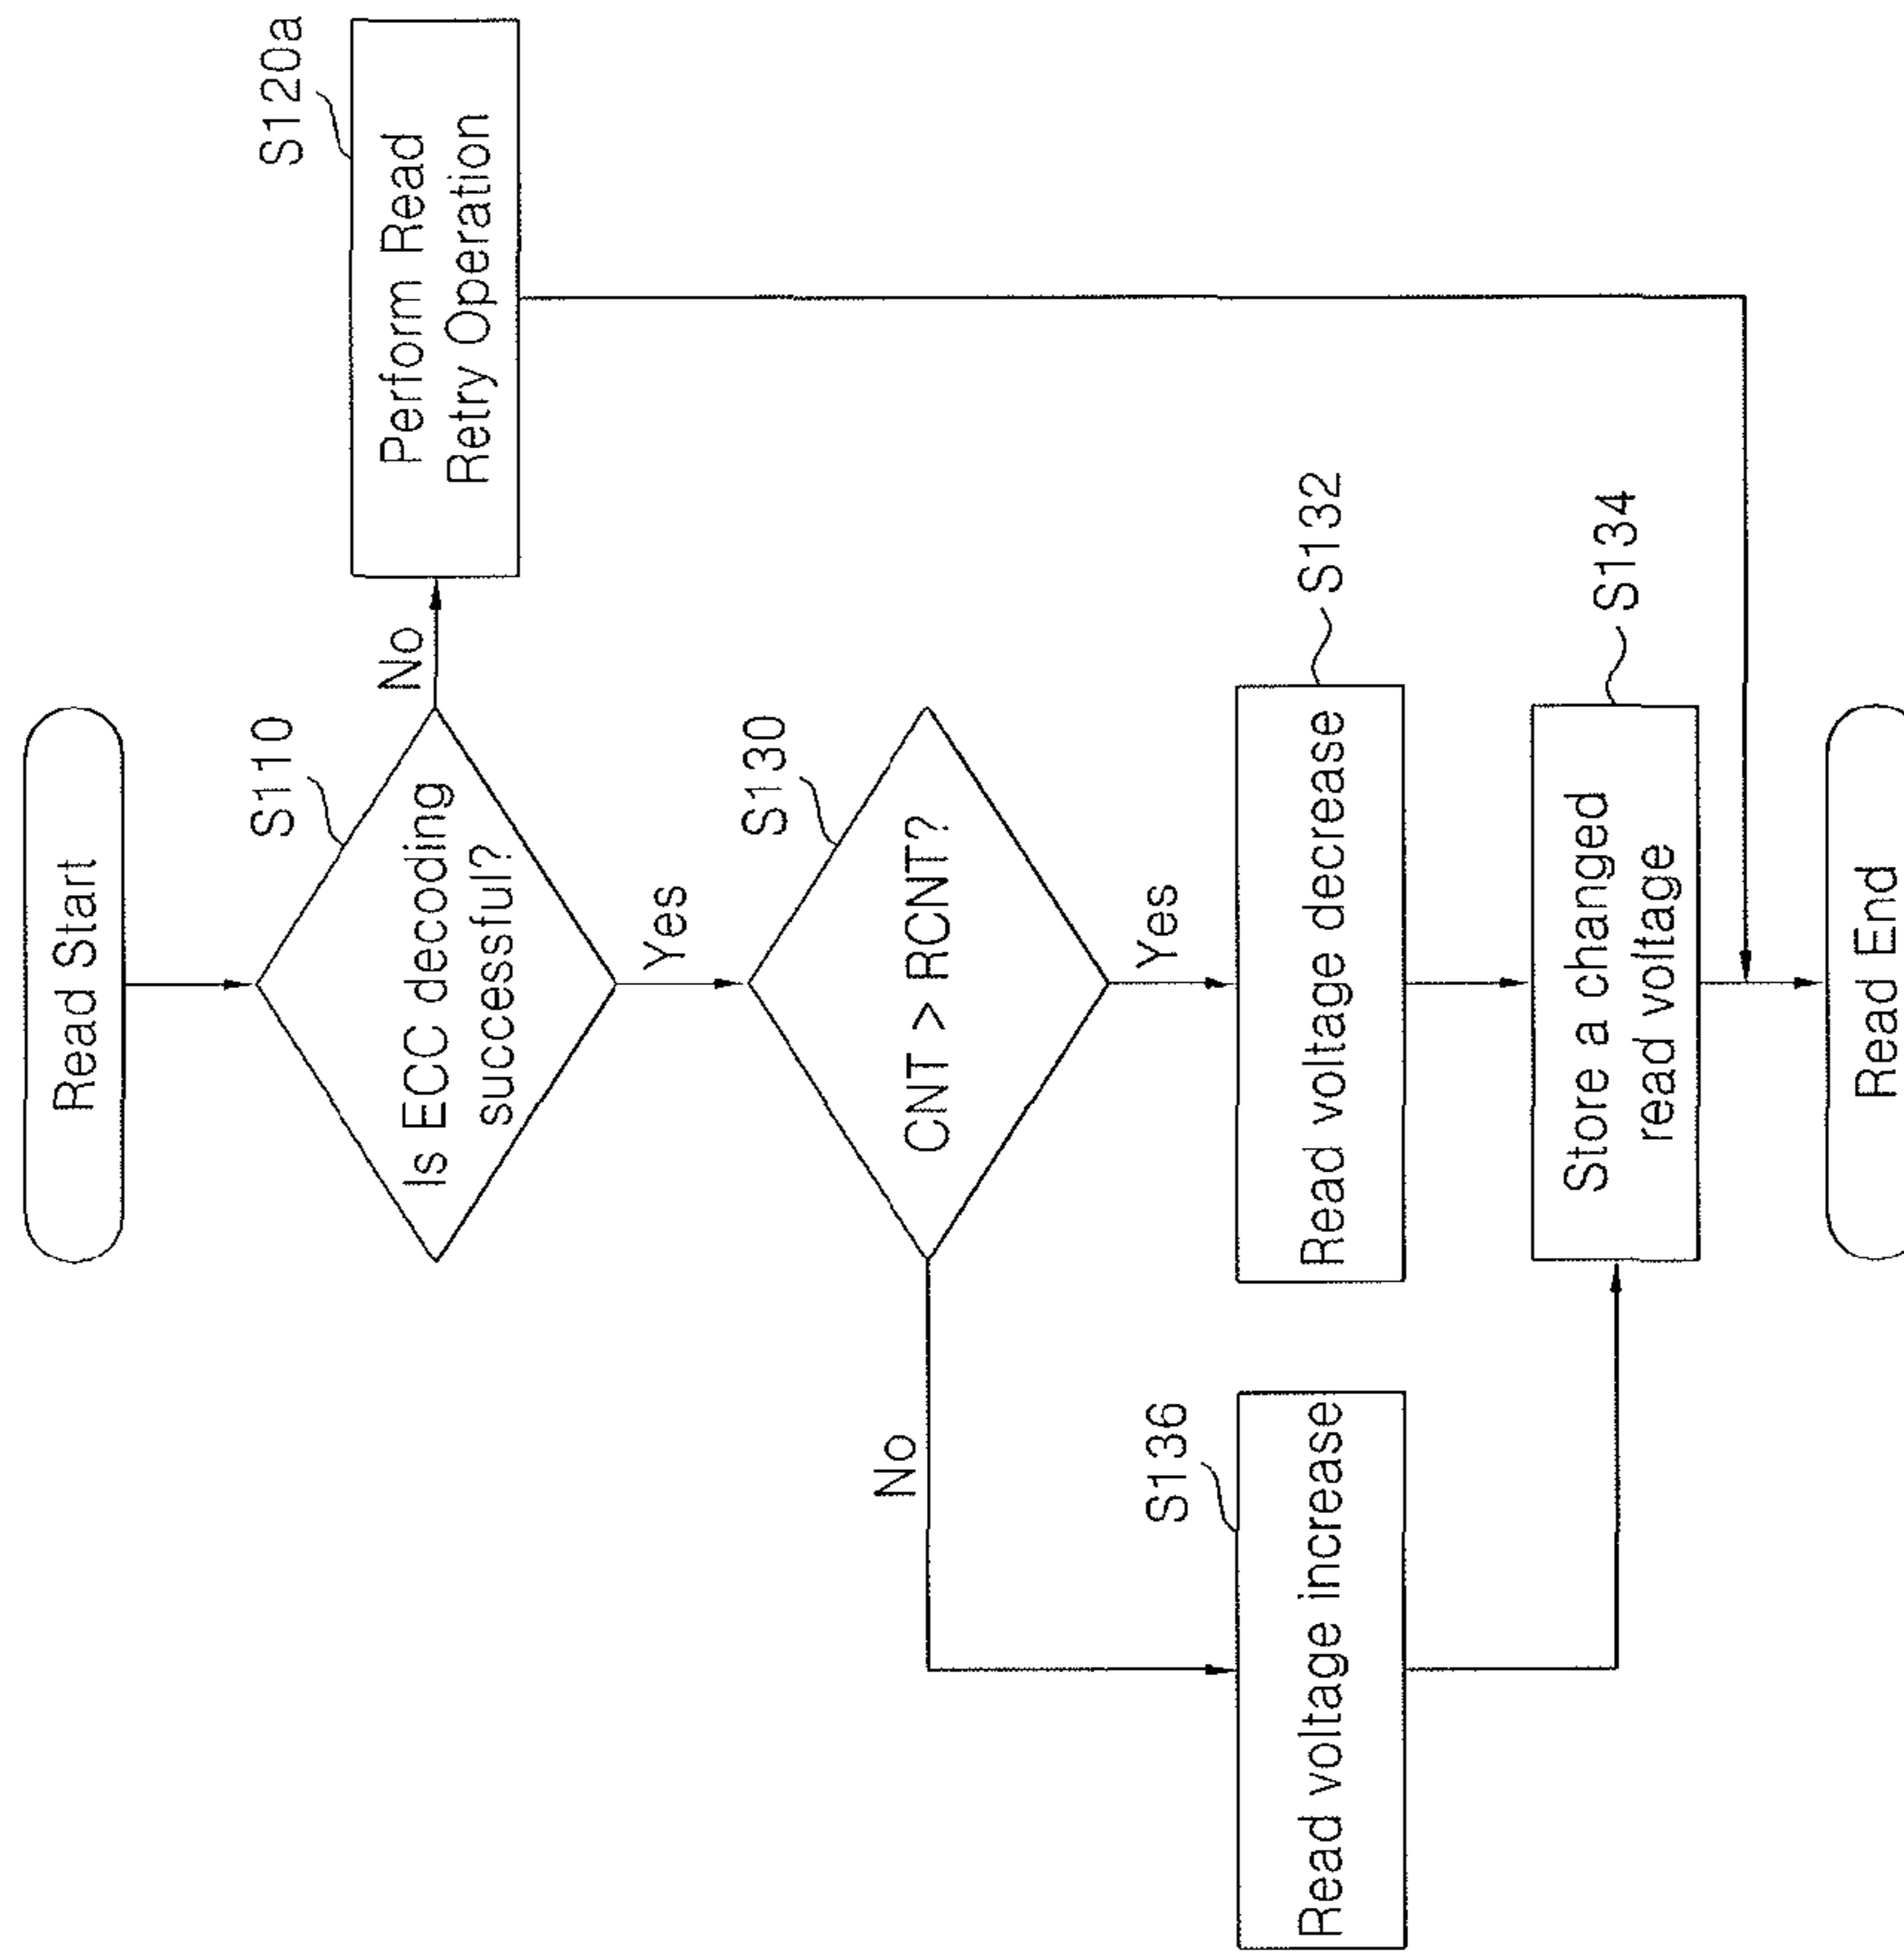 Read Start
S110
Is ECC decoding
successful?
No
S120a
Perform Read
Retry Operation
Yes
S130
CNT > RCNT?
No
Yes
S136
Read voltage increase
Read voltage decrease
S132
Store a changed
read voltage
S134
Read End